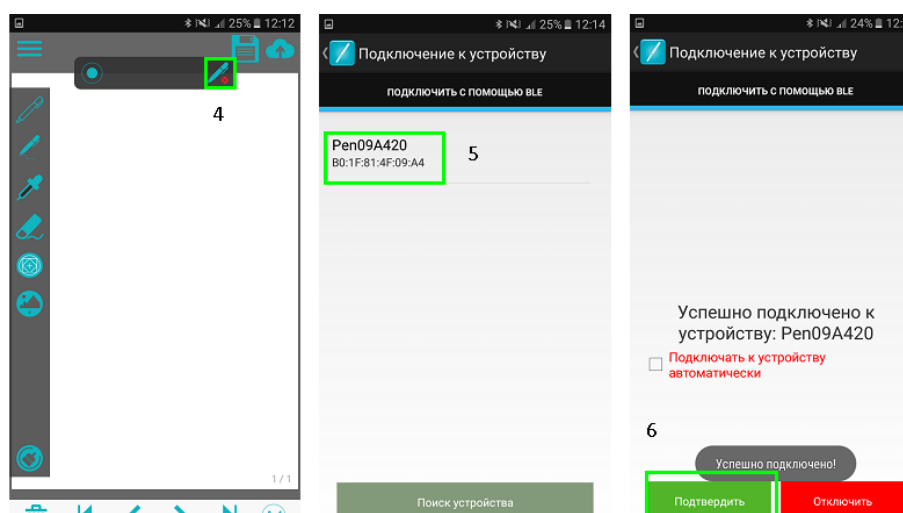 25% 12:12
4
1/1
25% 12:14
Подключение к устройству
ПОДКЛЮЧИТЬ С ПОМОЩЬЮ BLE
Pen09A420
B0:1F:81:4F:09:A4
5
Поиск устройства
24% 12:
Подключение к устройству
ПОДКЛЮЧИТЬ С ПОМОЩЬЮ BLE
Успешно подключено к
устройству: Pen09A420
Подключать к устройству
автоматически
6
Успешно подключено!
Подтвердить
Отключить